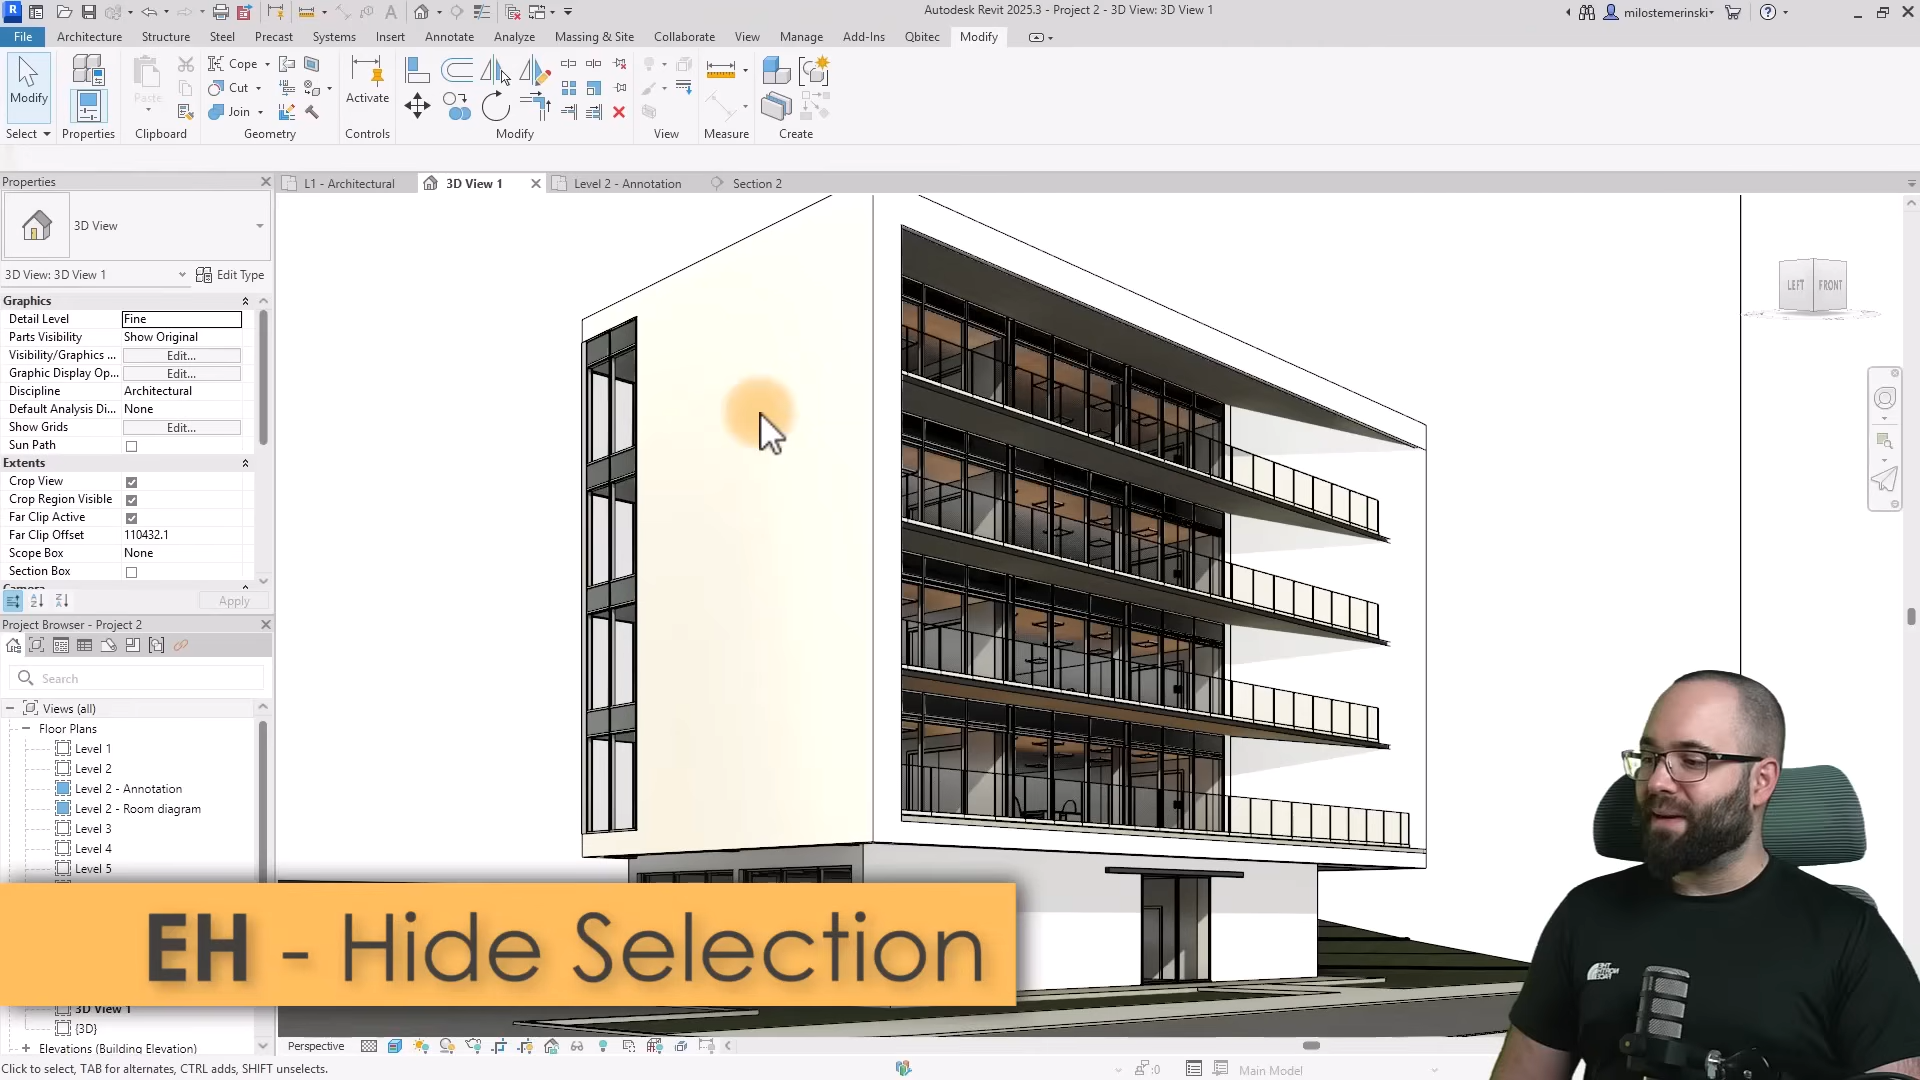 Autodesk Revit 2025.3 - Project 2 - 3D View: 3D View 1
milostemerinski
File
Architecture
Structure
Steel
Precast
Systems
Insert
Annotate
Analyze
Massing & Site
Collaborate
View
Manage
Add-Ins
Qbitec
Modify
Modify
Paste
Cope
Cut
Join
Activate
Select
Properties
Clipboard
Geometry
Controls
Modify
View
Measure
Create
Properties
L1 - Architectural
3D View 1
Level 2 - Annotation
Section 2
3D View
3D View: 3D View 1
Edit Type
Graphics
Detail Level Fine
Parts Visibility Show Original
Visibility/Graphics ... Edit...
Graphic Display Op... Edit...
Discipline Architectural
Default Analysis Di... None
Show Grids Edit...
Sun Path
Extents
Crop View
Crop Region Visible
Far Clip Active
Far Clip Offset 110432.1
Scope Box None
Section Box
Camera
Apply
Project Browser - Project 2
Search
Views (all)
Floor Plans
Level 1
Level 2
Level 2 - Annotation
Level 2 - Room diagram
Level 3
Level 4
Level 5
3D View 1
{3D}
Elevations (Building Elevation)
LEFT FRONT
EH - Hide Selection
Perspective
Click to select, TAB for alternates, CTRL adds, SHIFT unselects.
:0
Main Model